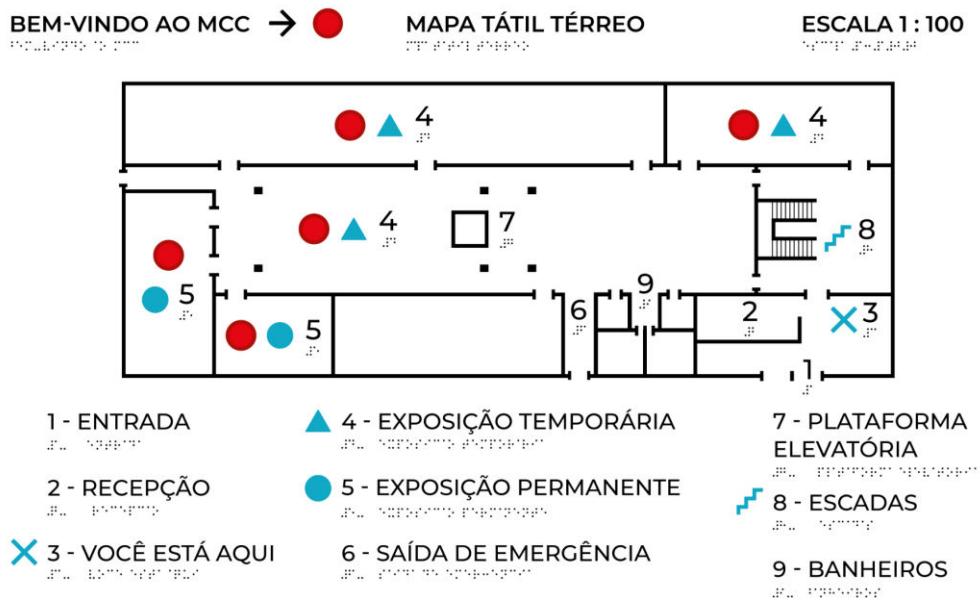 BEM-VINDO AO MCC → MAPA TÁTIL TÉRREO ESCALA 1 : 100
4 4
4 7 8
5 9
5 6 2 3
1
1 - ENTRADA
2 - RECEPÇÃO
3 - VOCÊ ESTÁ AQUI
4 - EXPOSIÇÃO TEMPORÁRIA
5 - EXPOSIÇÃO PERMANENTE
6 - SAÍDA DE EMERGÊNCIA
7 - PLATAFORMA
ELEVATÓRIA
8 - ESCADAS
9 - BANHEIROS